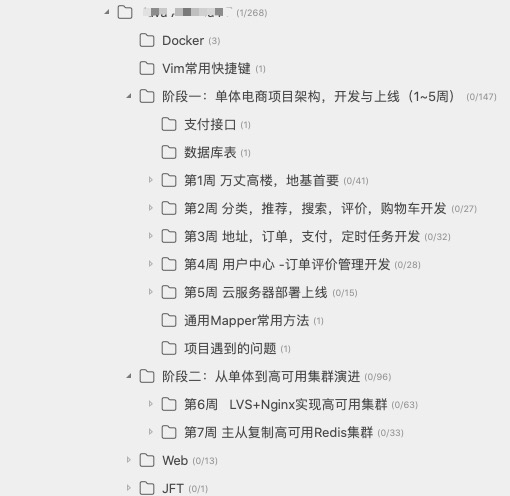 (1/268)
Docker (3)
Vim常用快捷键 (1)
阶段一：单体电商项目架构，开发与上线（1~5周） (0/147)
支付接口 (1)
数据库表 (1)
第1周 万丈高楼，地基首要 (0/41)
第2周 分类，推荐，搜索，评价，购物车开发 (0/27)
第3周 地址，订单，支付，定时任务开发 (0/32)
第4周 用户中心 -订单评价管理开发 (0/28)
第5周 云服务器部署上线 (0/15)
通用Mapper常用方法 (1)
项目遇到的问题 (1)
阶段二：从单体到高可用集群演进 (0/96)
第6周 LVS+Nginx实现高可用集群 (0/63)
第7周 主从复制高可用Redis集群 (0/33)
Web (0/13)
JFT (0/1)